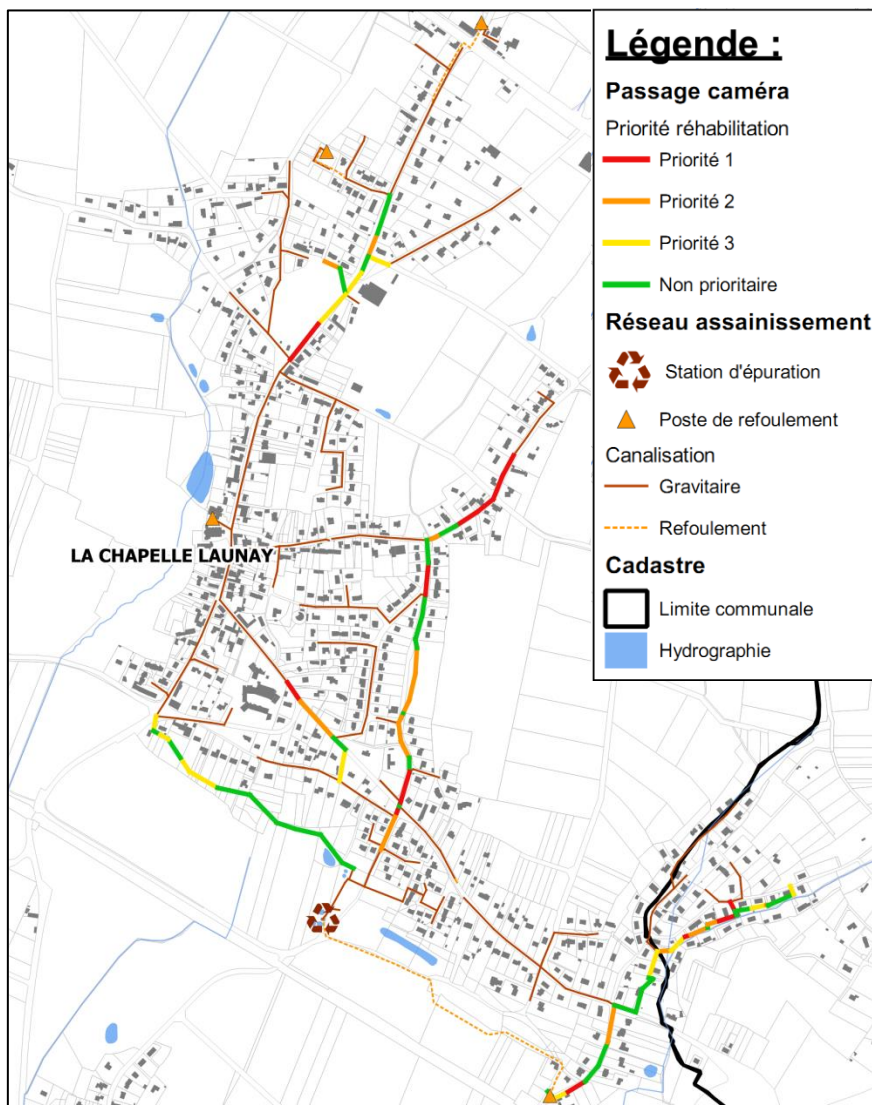 Légende :
Passage caméra
Priorité réhabilitation
Priorité 1
Priorité 2
Priorité 3
Non prioritaire
Réseau assainissement
Station d'épuration
Poste de refoulement
Canalisation
Gravitaire
Refoulement
Cadastre
Limite communale
Hydrographie
LA CHAPELLE LAUNAY